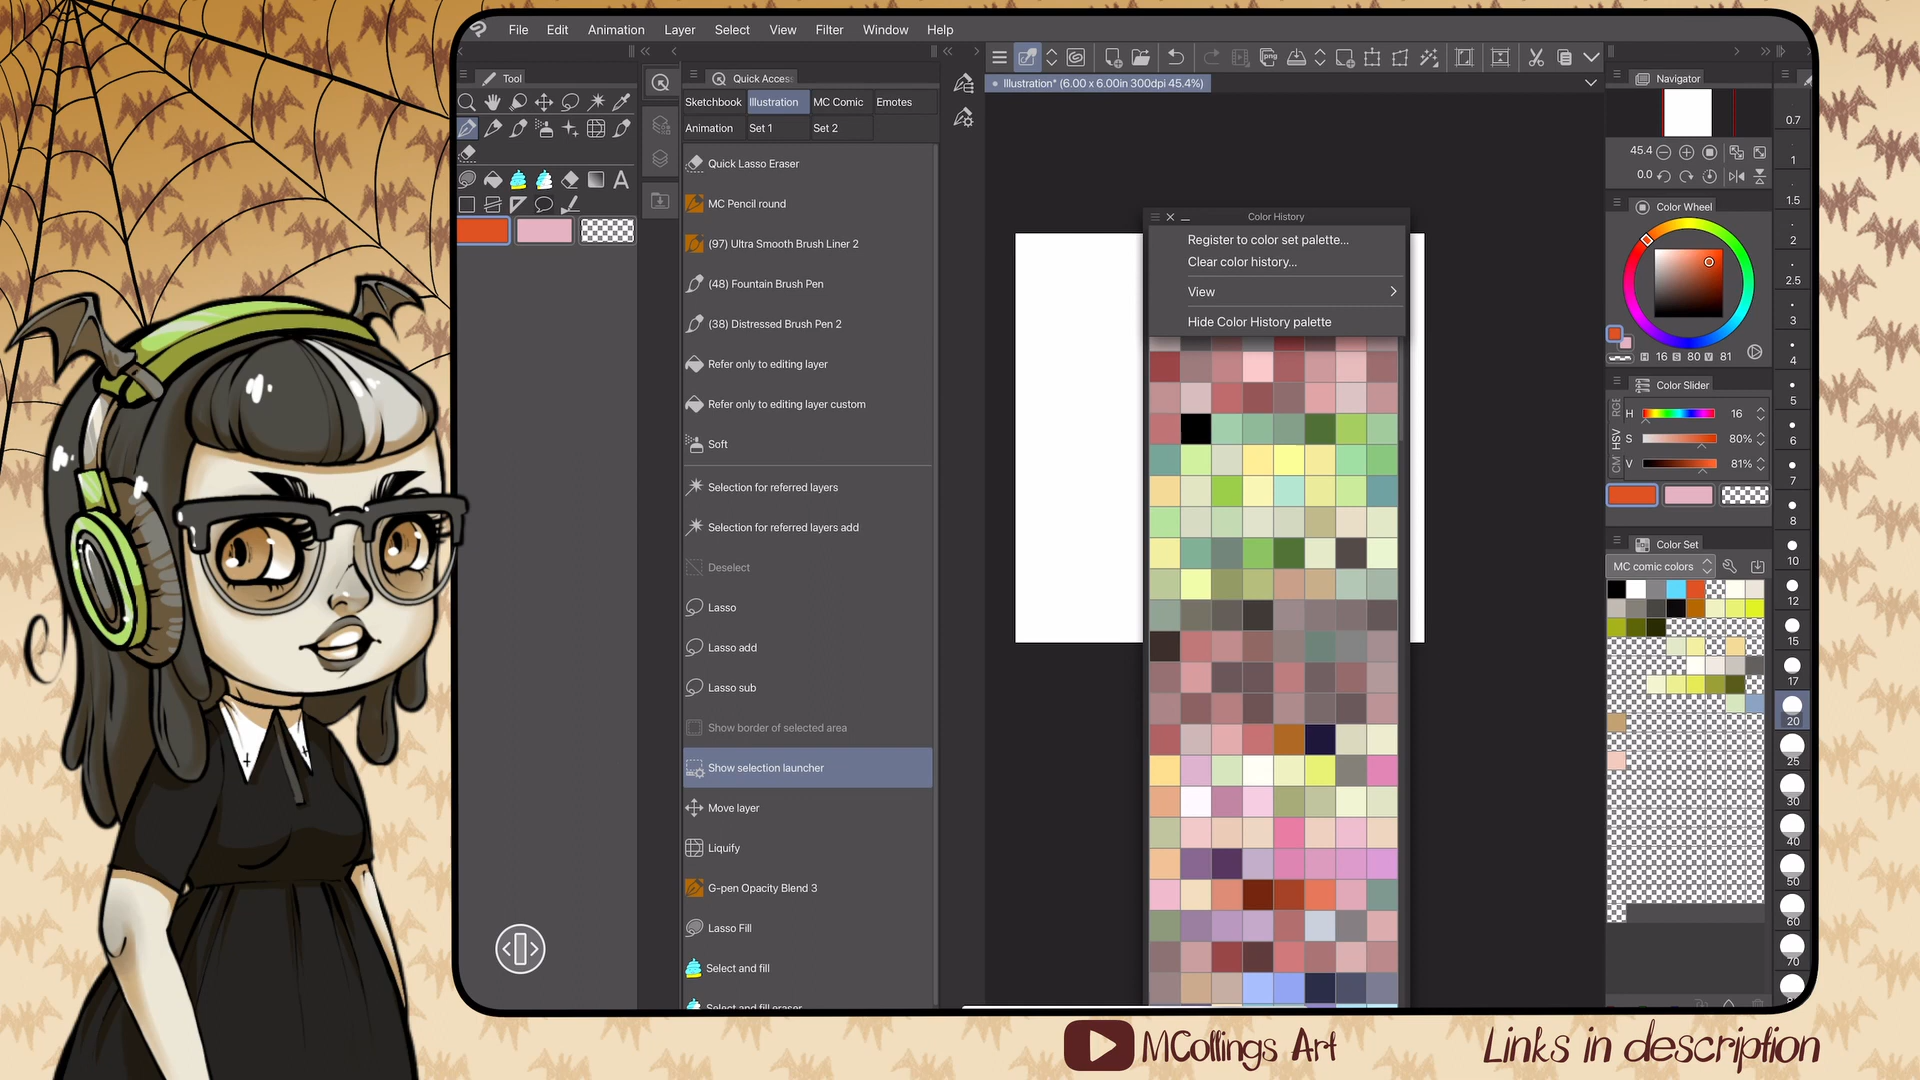 File Edit Animation Layer Select View Filter Window Help
Tool
Quick Access
Sketchbook Illustration MC Comic Emotes
Animation Set 1 Set 2
Quick Lasso Eraser
MC Pencil round
(97) Ultra Smooth Brush Liner 2
(48) Fountain Brush Pen
(38) Distressed Brush Pen 2
Refer only to editing layer
Refer only to editing layer custom
Soft
Selection for referred layers
Selection for referred layers add
Deselect
Lasso
Lasso add
Lasso sub
Show border of selected area
Show selection launcher
Move layer
Liquify
G-pen Opacity Blend 3
Lasso Fill
Select and fill
Select and fill eraser
Illustration* (6.00 x 6.00in 300dpi 45.4%)
Color History
Register to color set palette...
Clear color history...
View
Hide Color History palette
Navigator
45.4
0.0
Color Wheel
H 16 S 80 V 81
Color Slider
RGB
HSV
CM
H 16
S 80%
V 81%
Color Set
MC comic colors
0.7
1
1.5
2
2.5
3
4
5
6
7
8
10
12
15
17
20
25
30
40
50
60
70
MCollings Art
Links in description